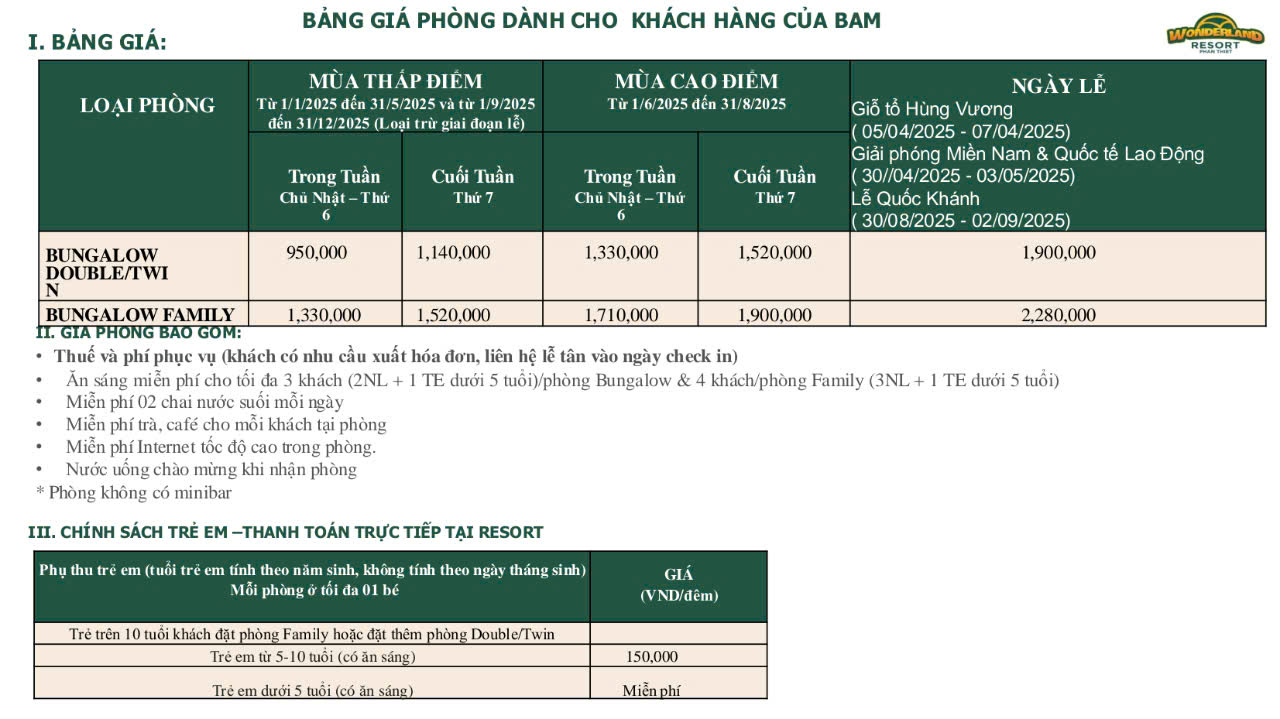 BẢNG GIÁ PHÒNG DÀNH CHO KHÁCH HÀNG CỦA BAM
WONDERLAND
RESORT
PHAN THIET
I. BẢNG GIÁ:
LOẠI PHÒNG
MÙA THẤP ĐIỂM
Từ 1/1/2025 đến 31/5/2025 và từ 1/9/2025
đến 31/12/2025 (Loại trừ giai đoạn lễ)
MÙA CAO ĐIỂM
Từ 1/6/2025 đến 31/8/2025
NGÀY LỄ
Giỗ tổ Hùng Vương
( 05/04/2025 - 07/04/2025)
Giải phóng Miền Nam & Quốc tế Lao Động
( 30//04/2025 - 03/05/2025)
Lễ Quốc Khánh
( 30/08/2025 - 02/09/2025)
Trong Tuần
Chủ Nhật – Thứ
6
Cuối Tuần
Thứ 7
Trong Tuần
Chủ Nhật – Thứ
6
Cuối Tuần
Thứ 7
BUNGALOW
DOUBLE/TWI
N
950,000
1,140,000
1,330,000
1,520,000
1,900,000
BUNGALOW FAMILY
1,330,000
1,520,000
1,710,000
1,900,000
2,280,000
II. GIÁ PHÒNG BAO GỒM:
• Thuế và phí phục vụ (khách có nhu cầu xuất hóa đơn, liên hệ lễ tân vào ngày check in)
• Ăn sáng miễn phí cho tối đa 3 khách (2NL + 1 TE dưới 5 tuổi)/phòng Bungalow & 4 khách/phòng Family (3NL + 1 TE dưới 5 tuổi)
• Miễn phí 02 chai nước suối mỗi ngày
• Miễn phí trà, café cho mỗi khách tại phòng
• Miễn phí Internet tốc độ cao trong phòng.
• Nước uống chào mừng khi nhận phòng
* Phòng không có minibar
III. CHÍNH SÁCH TRẺ EM –THANH TOÁN TRỰC TIẾP TẠI RESORT
Phụ thu trẻ em (tuổi trẻ em tính theo năm sinh, không tính theo ngày tháng sinh)
Mỗi phòng ở tối đa 01 bé
GIÁ
(VND/đêm)
Trẻ trên 10 tuổi khách đặt phòng Family hoặc đặt thêm phòng Double/Twin
Trẻ em từ 5-10 tuổi (có ăn sáng)
150,000
Trẻ em dưới 5 tuổi (có ăn sáng)
Miễn phí